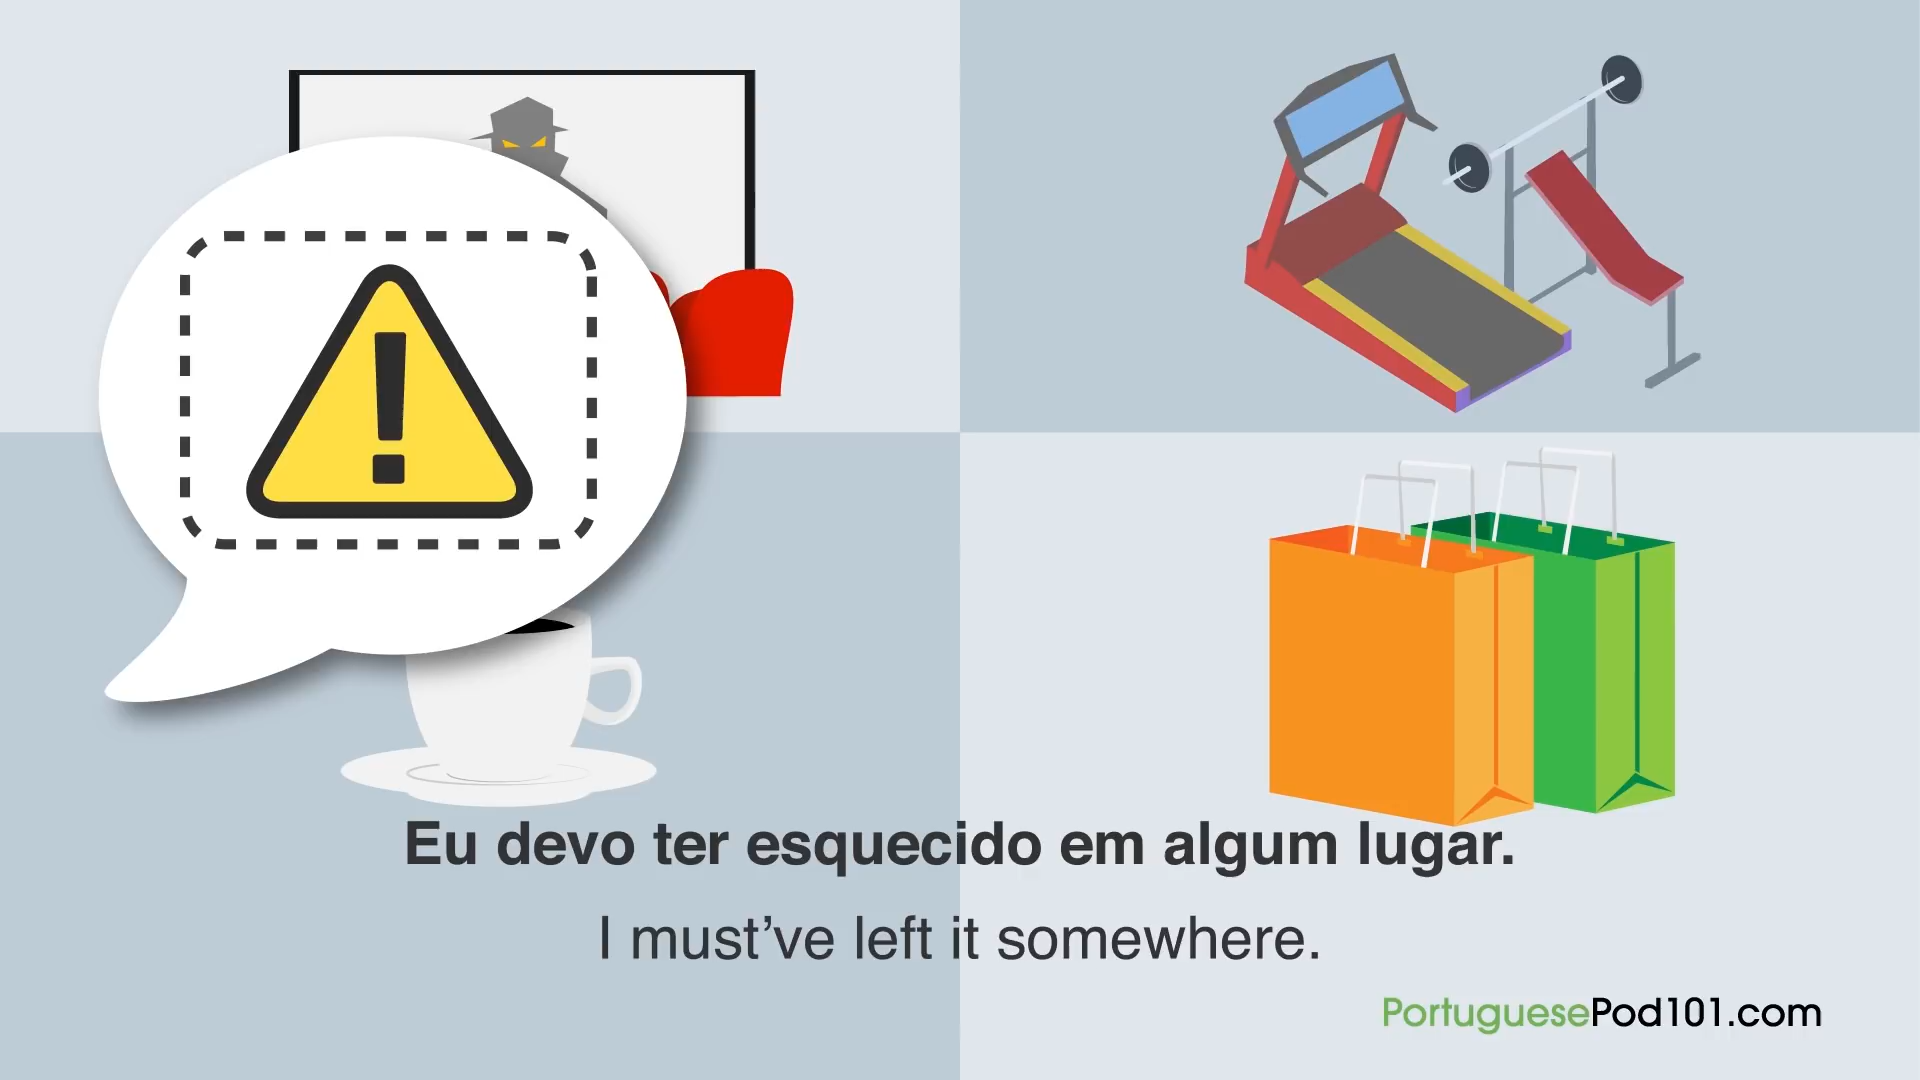 Eu devo ter esquecido em algum lugar.
I must’ve left it somewhere.
PortuguesePod101.com